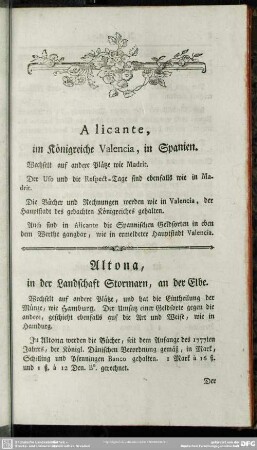 Alicante,
im Königreiche Valencia, in Spanien.
Wechselt auf andere Plätze wie Madrit.
Der Uso und die Respect-Tage sind ebenfalls wie in Ma-
drit.
Die Bücher und Rechnungen werden wie in Valencia, der
Hauptstadt des gedachten Königreiches gehalten.
Auch sind in Alicante die Spannischen Geldsorten in eben
dem Werthe gangbar, wie in ermeldeter Hauptstadt Valencia.
Altona,
in der Landschaft Stormarn, an der Elbe.
Wechselt auf andere Plätze, und hat die Eintheilung der
Münze, wie Hamburg. Der Umsatz einer Geldsorte gegen die
andere, geschieht ebenfalls auf die Art und Weise, wie in
Hamburg.
In Altona werden die Bücher, seit dem Anfange des 1777ten
Jahres, der Königl. Dänischen Verordnung gemäß, in Mark,
Schilling und Pfenningen Banco gehalten. 1 Mark à 16 ß.
und 1 ß. à 12 Den. gerechnet.
Der